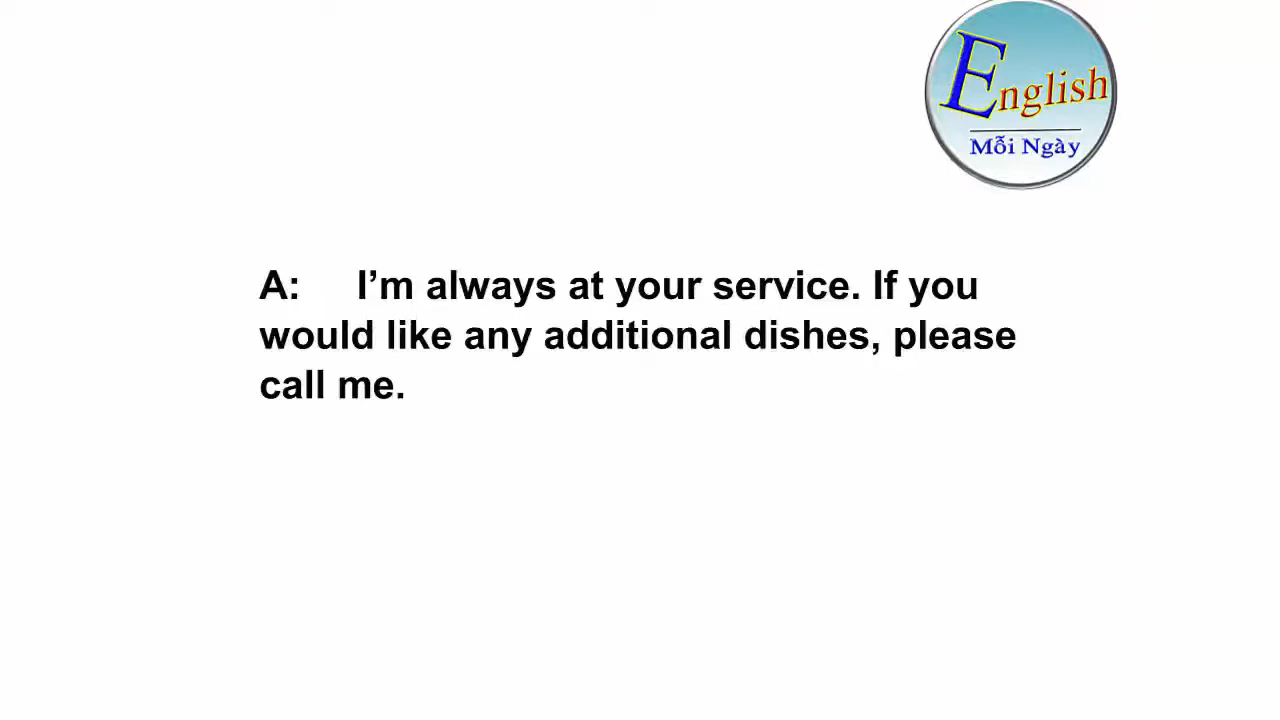 English
Mỗi Ngày
A: I’m always at your service. If you
would like any additional dishes, please
call me.